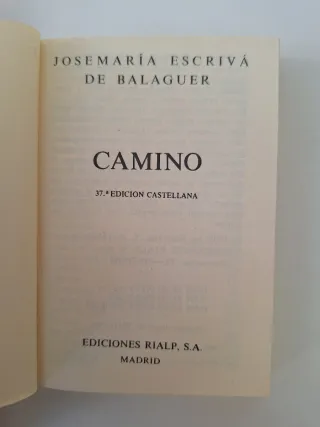 JOSEMARÍA ESCRIVÁ
DE BALAGUER
CAMINO
37.ª EDICION CASTELLANA
EDICIONES RIALP, S.A.
MADRID